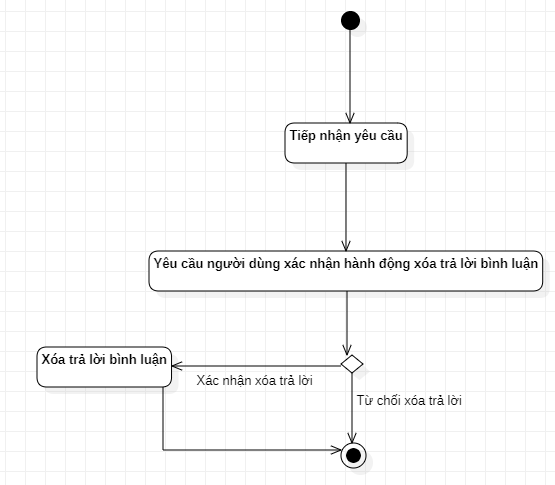 Tiếp nhận yêu cầu
Yêu cầu người dùng xác nhận hành động xóa trả lời bình luận
Xóa trả lời bình luận
Xác nhận xóa trả lời
Từ chối xóa trả lời